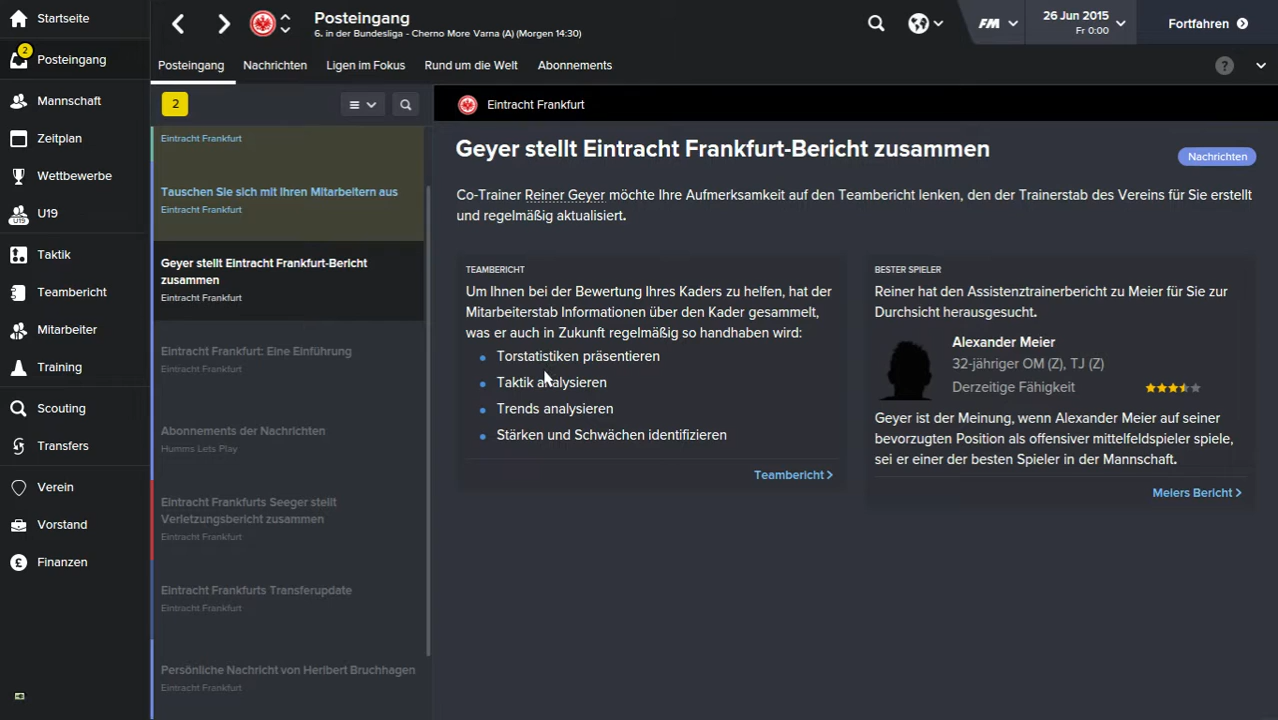 Startseite
2
Posteingang
Mannschaft
Zeitplan
Wettbewerbe
U19
U19
Taktik
Teambericht
Mitarbeiter
Training
Scouting
Transfers
Verein
Vorstand
£
Finanzen
Posteingang
6. in der Bundesliga - Cherno More Varna (A) (Morgen 14:30)
FM
26 Jun 2015
Fr 0:00
Fortfahren
Posteingang
Nachrichten
Ligen im Fokus
Rund um die Welt
Abonnements
?
2
Eintracht Frankfurt
Tauschen Sie sich mit Ihren Mitarbeitern aus
Eintracht Frankfurt
Geyer stellt Eintracht Frankfurt-Bericht
zusammen
Eintracht Frankfurt
Eintracht Frankfurt: Eine Einführung
Eintracht Frankfurt
Abonnements der Nachrichten
Humms Lets Play
Eintracht Frankfurts Seeger stellt
Verletzungsbericht zusammen
Eintracht Frankfurt
Eintracht Frankfurts Transferupdate
Eintracht Frankfurt
Persönliche Nachricht von Heribert Bruchhagen
Eintracht Frankfurt
Eintracht Frankfurt
Geyer stellt Eintracht Frankfurt-Bericht zusammen
Nachrichten
Co-Trainer Reiner Geyer möchte Ihre Aufmerksamkeit auf den Teambericht lenken, den der Trainerstab des Vereins für Sie erstellt
und regelmäßig aktualisiert.
TEAMBERICHT
Um Ihnen bei der Bewertung Ihres Kaders zu helfen, hat der
Mitarbeiterstab Informationen über den Kader gesammelt,
was er auch in Zukunft regelmäßig so handhaben wird:
Torstatistiken präsentieren
Taktik analysieren
Trends analysieren
Stärken und Schwächen identifizieren
Teambericht
BESTER SPIELER
Reiner hat den Assistenztrainerbericht zu Meier für Sie zur
Durchsicht herausgesucht.
Alexander Meier
32-jähriger OM (Z), TJ (Z)
Derzeitige Fähigkeit
Geyer ist der Meinung, wenn Alexander Meier auf seiner
bevorzugten Position als offensiver mittelfeldspieler spiele,
sei er einer der besten Spieler in der Mannschaft.
Meiers Bericht